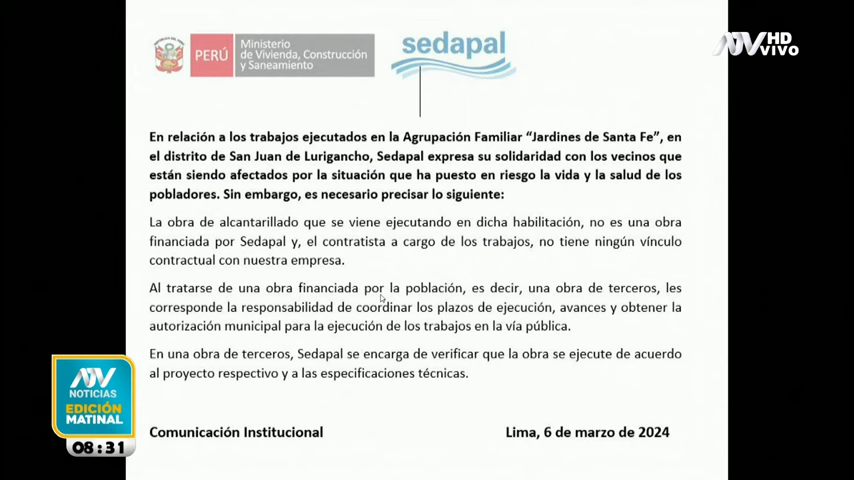 PERÚ
Ministerio
de Vivienda, Construcción
y Saneamiento
sedapal
ATV HD
VIVO
En relación a los trabajos ejecutados en la Agrupación Familiar “Jardines de Santa Fe”, en
el distrito de San Juan de Lurigancho, Sedapal expresa su solidaridad con los vecinos que
están siendo afectados por la situación que ha puesto en riesgo la vida y la salud de los
pobladores. Sin embargo, es necesario precisar lo siguiente:
La obra de alcantarillado que se viene ejecutando en dicha habilitación, no es una obra
financiada por Sedapal y, el contratista a cargo de los trabajos, no tiene ningún vínculo
contractual con nuestra empresa.
Al tratarse de una obra financiada por la población, es decir, una obra de terceros, les
corresponde la responsabilidad de coordinar los plazos de ejecución, avances y obtener la
autorización municipal para la ejecución de los trabajos en la vía pública.
En una obra de terceros, Sedapal se encarga de verificar que la obra se ejecute de acuerdo
al proyecto respectivo y a las especificaciones técnicas.
Comunicación Institucional
Lima, 6 de marzo de 2024
ATV
NOTICIAS
EDICIÓN
MATINAL
08:31